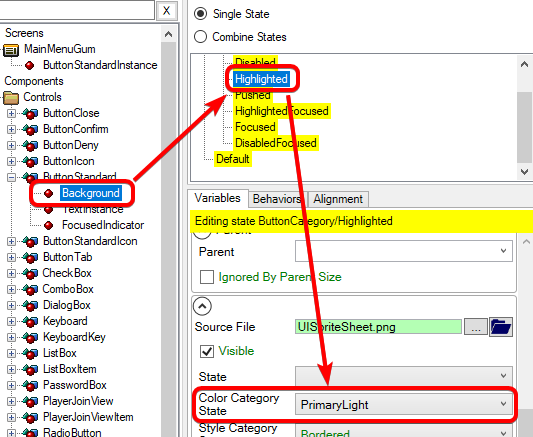 X
Screens
MainMenuGum
ButtonStandardInstance
Components
Controls
ButtonClose
ButtonConfirm
ButtonDeny
ButtonIcon
ButtonStandard
Background
TextInstance
FocusedIndicator
ButtonStandardIcon
ButtonTab
CheckBox
ComboBox
DialogBox
Keyboard
KeyboardKey
ListBox
ListBoxItem
PasswordBox
PlayerJoinView
PlayerJoinViewItem
RadioButton
Single State
Combine States
Disabled
Highlighted
Pushed
HighlightedFocused
Focused
DisabledFocused
Default
Variables Behaviors Alignment
Editing state ButtonCategory/Highlighted
Parent
Parent
Ignored By Parent Size
Source File UISpriteSheet.png ...
Visible
State
Color Category State PrimaryLight
Style Category Bordered